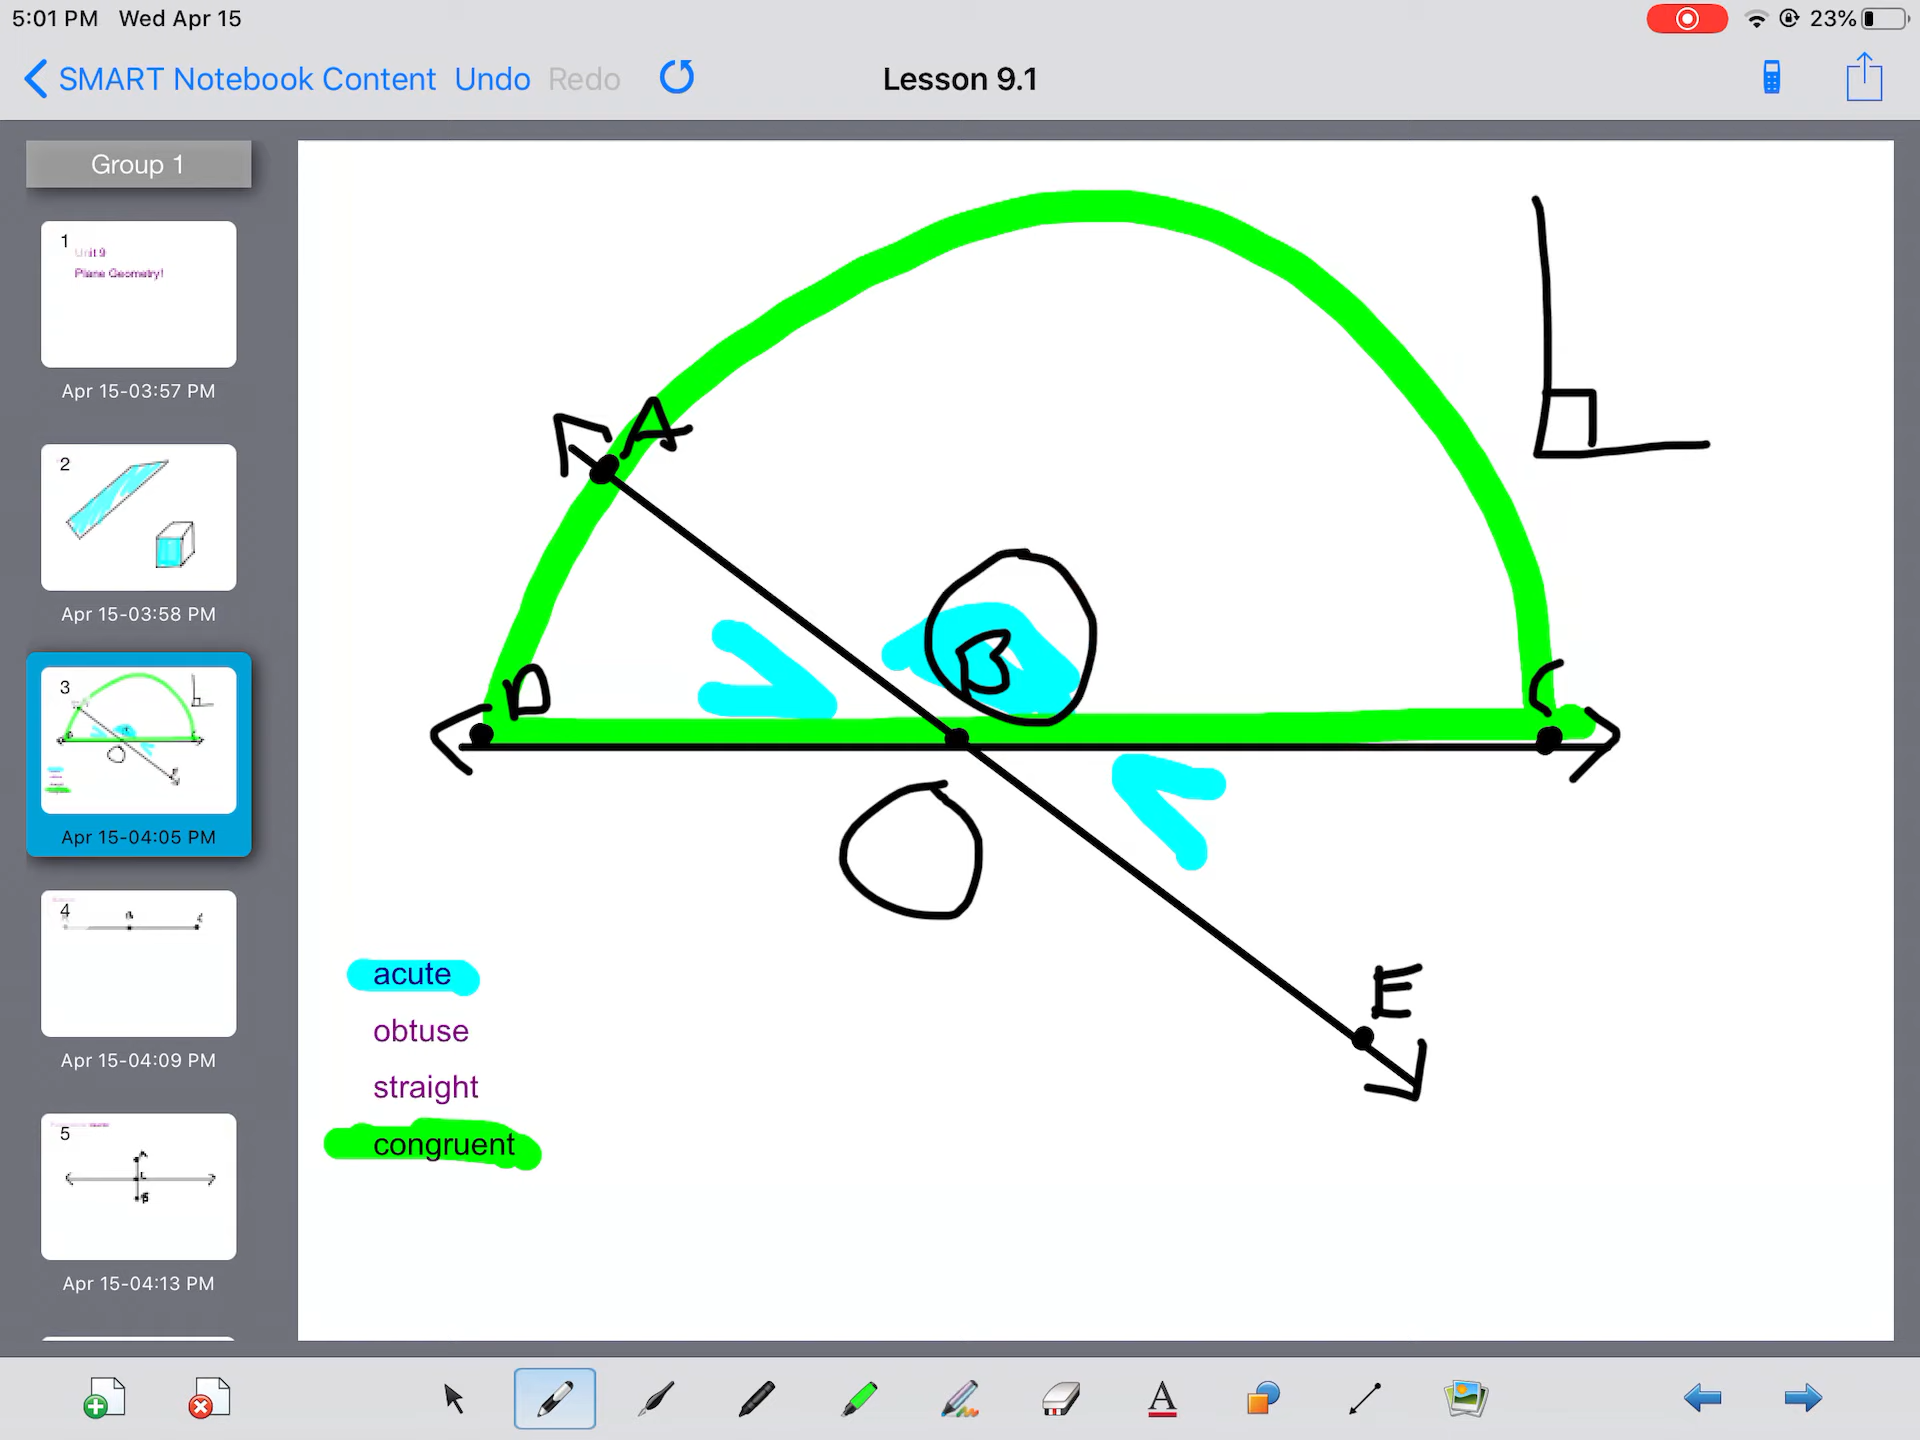 5:01 PM Wed Apr 15
23%
SMART Notebook Content Undo Redo
Lesson 9.1
Group 1
1
Unit 9
Plane Geometry!
Apr 15-03:57 PM
2
Apr 15-03:58 PM
3
Apr 15-04:05 PM
4
Apr 15-04:09 PM
5
Apr 15-04:13 PM
A
B
D
C
E
acute
obtuse
straight
congruent
A